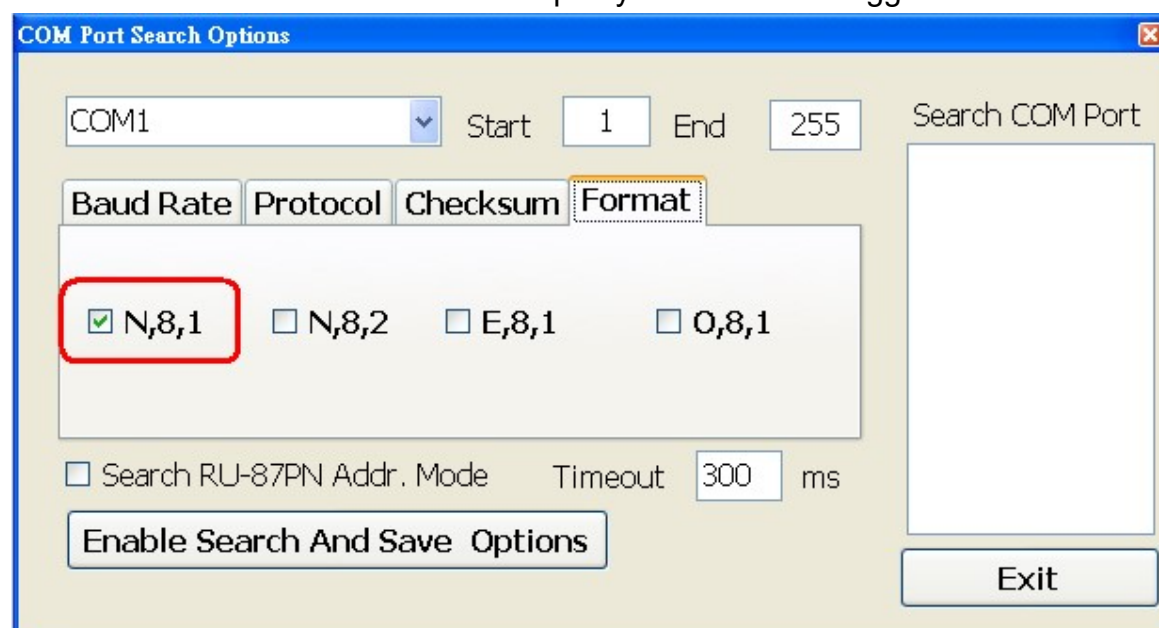 COM Port Search Options
COM1 Start 1 End 255 Search COM Port
Baud Rate Protocol Checksum Format
N,8,1 N,8,2 E,8,1 O,8,1
Search RU-87PN Addr. Mode Timeout 300 ms
Enable Search And Save Options
Exit